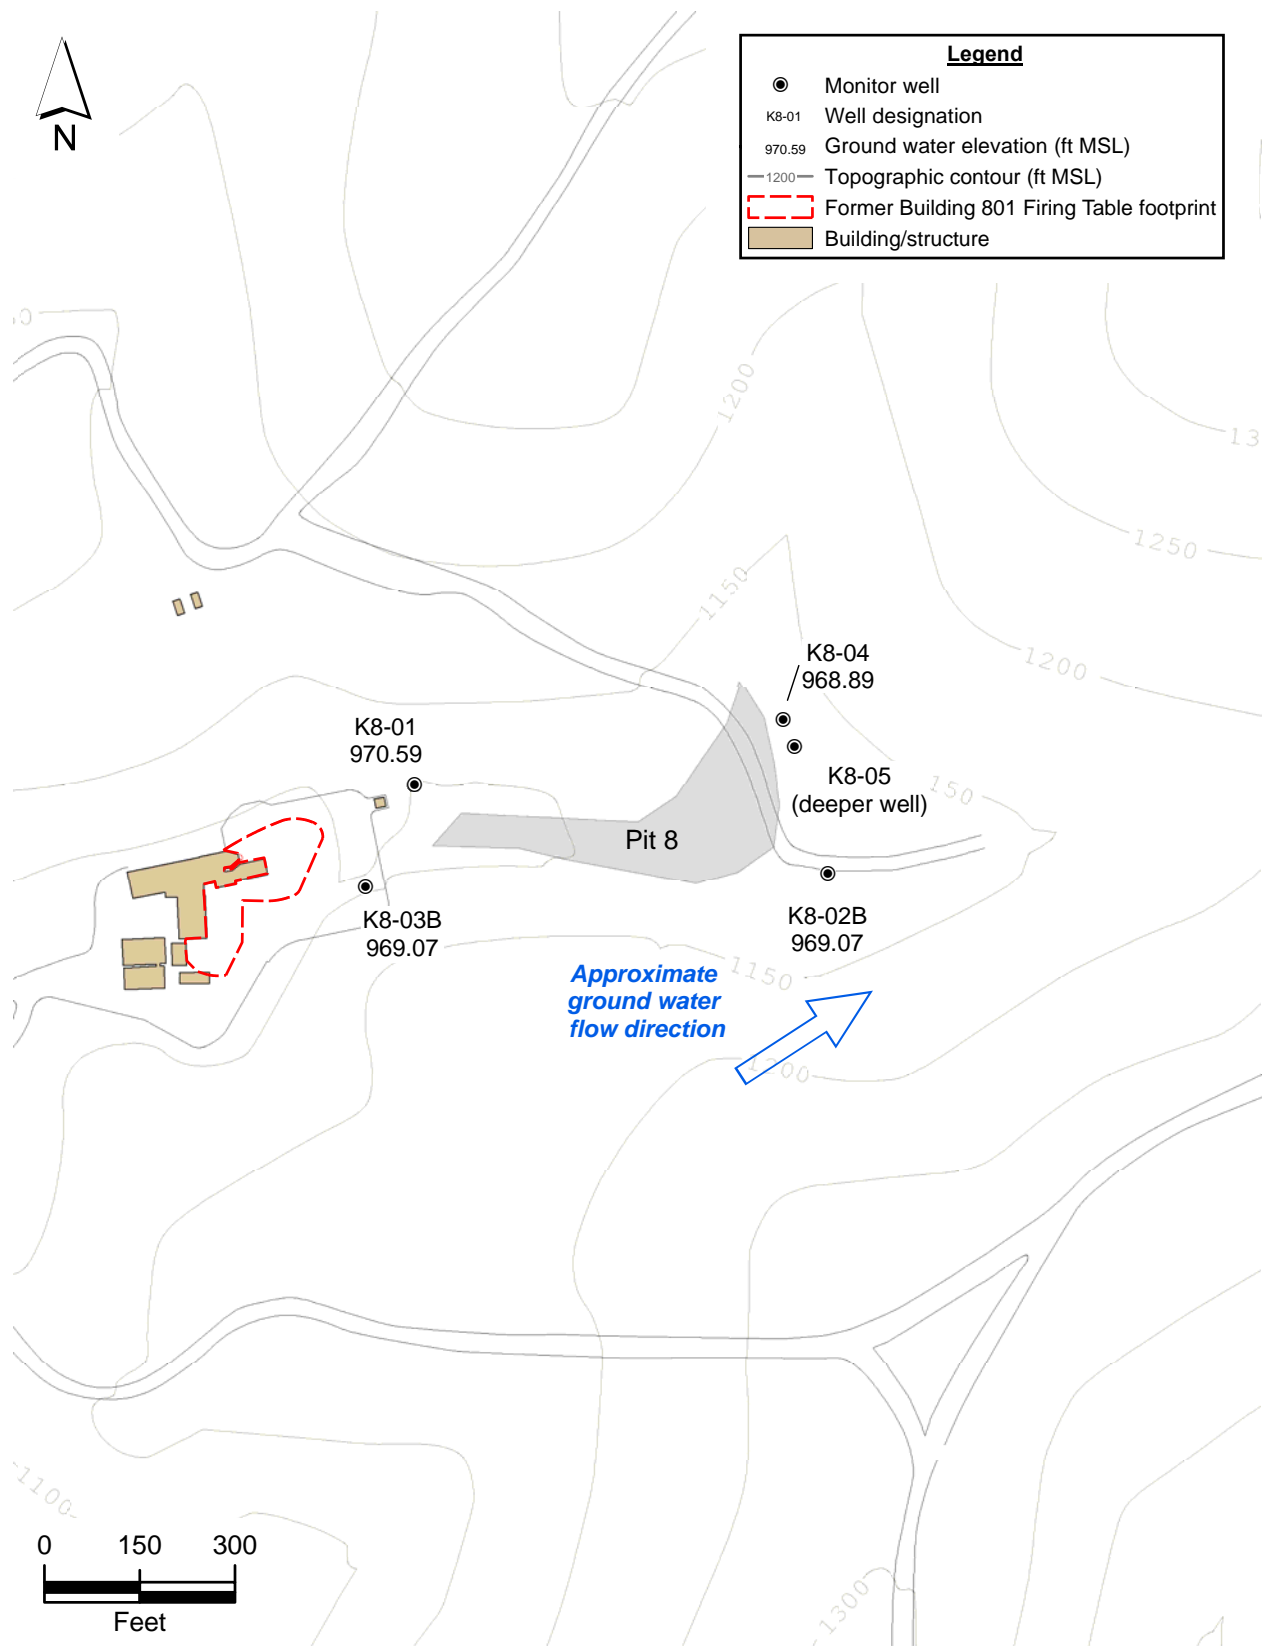 N
Legend
Monitor well
K8-01 Well designation
970.59 Ground water elevation (ft MSL)
1200 Topographic contour (ft MSL)
Former Building 801 Firing Table footprint
Building/structure
1200
13
1250
1150
1200
K8-04
968.89
K8-01
970.59
K8-05
(deeper well)
150
Pit 8
K8-03B
969.07
K8-02B
969.07
1150
Approximate
ground water
flow direction
1200
1100
1300
0 150 300
Feet